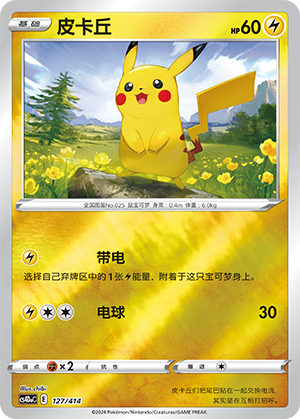 基础 皮卡丘 HP60
全国图鉴No.025 鼠宝可梦 身高:0.4m 体重:6.0kg
带电
选择自己弃牌区中的1张能量,附着于这只宝可梦身上。
电球 30
弱点 ×2 抗性 撤退
Illus.chibi
E 127/414
皮卡丘们把尾巴贴在一起交换电流。
其实是在互相打招呼。
©2024 Pokémon/Nintendo/Creatures/GAME FREAK.